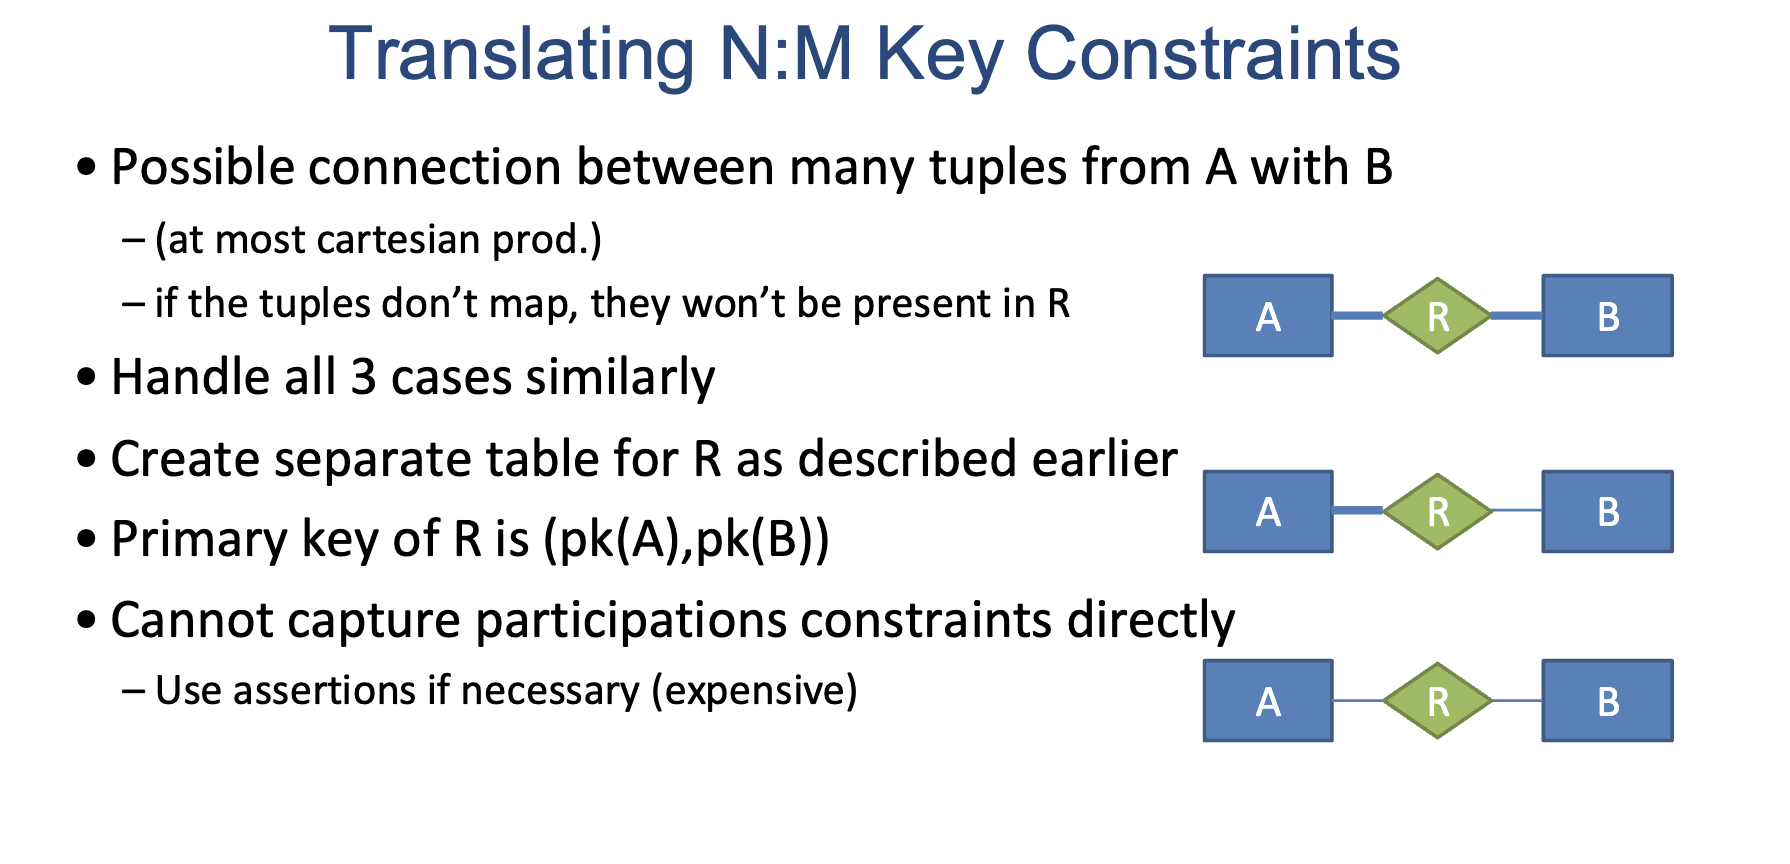 Translating N:M Key Constraints
• Possible connection between many tuples from A with B
– (at most cartesian prod.)
– if the tuples don’t map, they won’t be present in R
A R B
• Handle all 3 cases similarly
• Create separate table for R as described earlier
A R B
• Primary key of R is (pk(A),pk(B))
• Cannot capture participations constraints directly
– Use assertions if necessary (expensive)
A R B